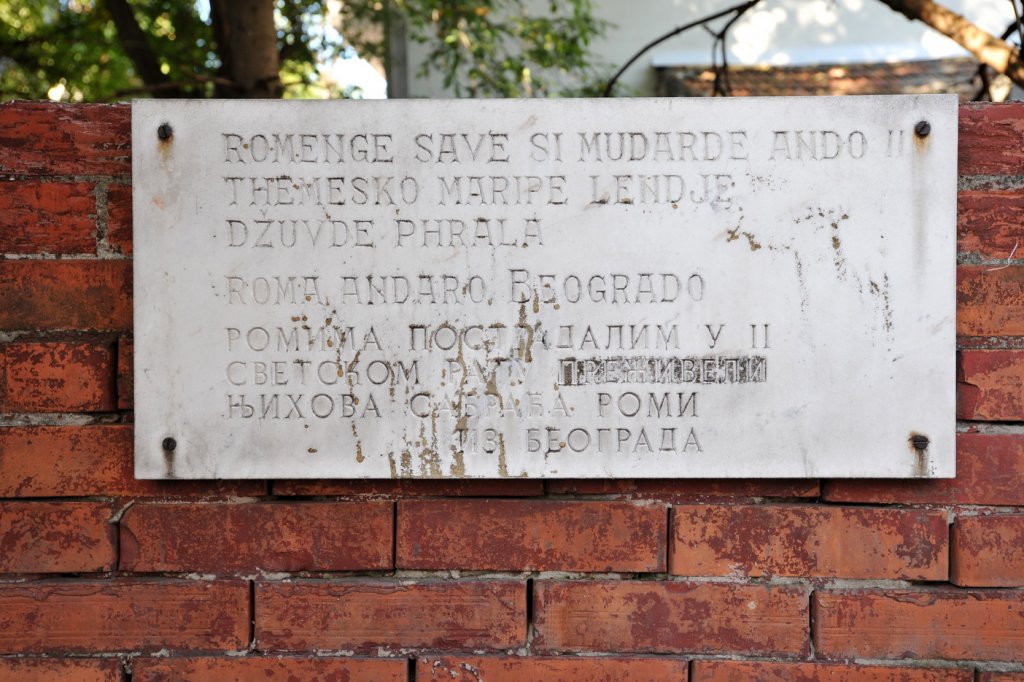 ROMENGE SAVE SI MUDARDE ANDO II
THEMESKO MARIPE LENDJE
DŽUVDE PHRALA
ROMA ANDARO BEOGRADO
РОМИМА ПОСТРАДАЛИМ У II
СВЕТСКОМ РАТУ ПРЕЖИВЕЛИ
ЊИХОВА САБРАЋА РОМИ
ИЗ БЕОГРАДА